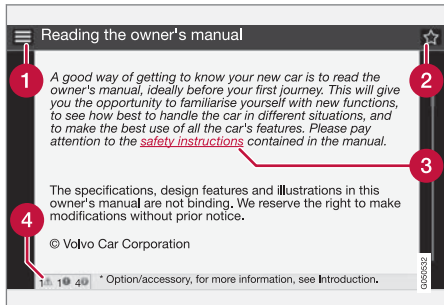 Reading the owner's manual
1
2
A good way of getting to know your new car is to read the
owner's manual, ideally before your first journey. This will give
you the opportunity to familiarise yourself with new functions,
to see how best to handle the car in different situations, and
to make the best use of all the car's features. Please pay
attention to the safety instructions contained in the manual.
3
The specifications, design features and illustrations in this
owner's manual are not binding. We reserve the right to make
modifications without prior notice.
4
© Volvo Car Corporation
1 1 4 * Option/accessory, for more information, see Introduction.
G050532